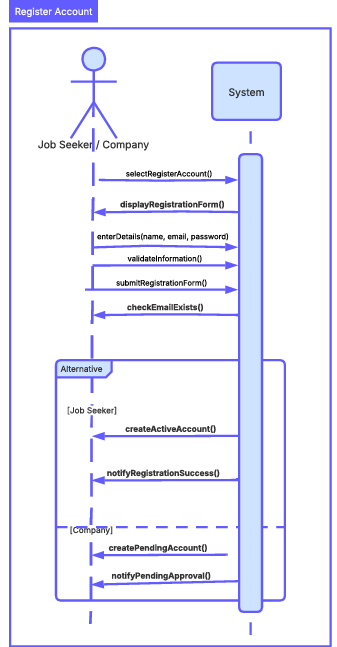 Register Account
System
Job Seeker / Company
selectRegisterAccount()
displayRegistrationForm()
enterDetails(name, email, password)
validateInformation()
submitRegistrationForm()
checkEmailExists()
Alternative
[Job Seeker]
createActiveAccount()
notifyRegistrationSuccess()
[Company]
createPendingAccount()
notifyPendingApproval()